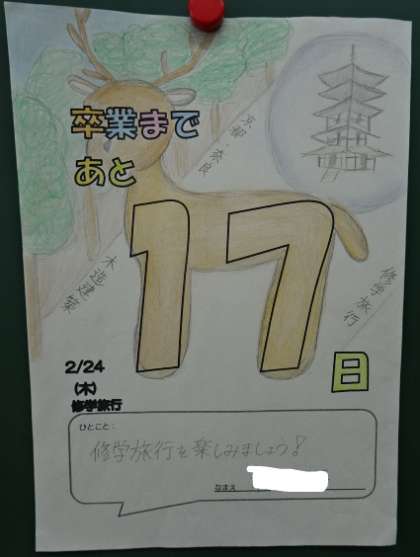 卒業まで
あと
京都・奈良
17
木造建築
修学旅行
日
2/24
(木)
修学旅行
ひとこと:
修学旅行を楽しみましょう!
なまえ